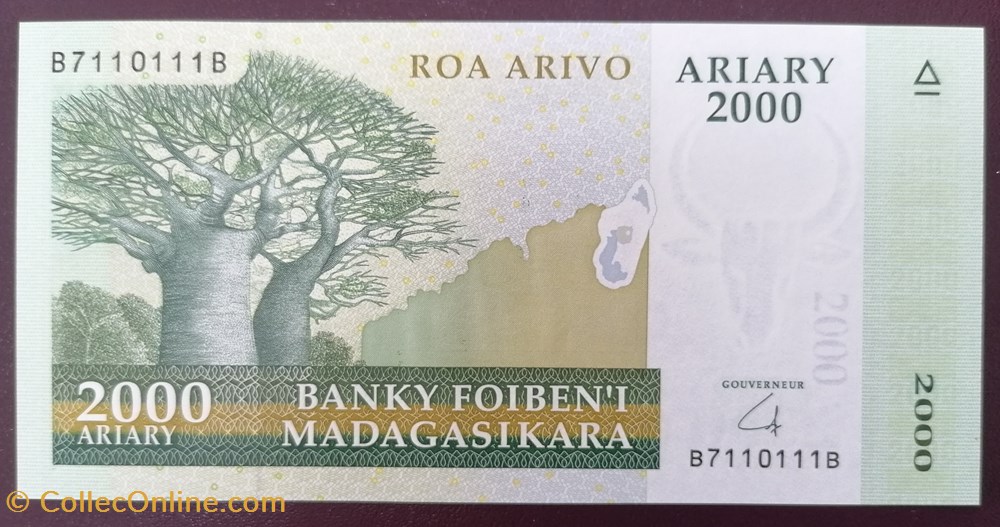 B7110111B
ROA ARIVO
ARIARY
2000
2000
GOUVERNEUR
2000
ARIARY
BANKY FOIBEN'I
MADAGASIKARA
B7110111B
2000
© CollecOnline.com